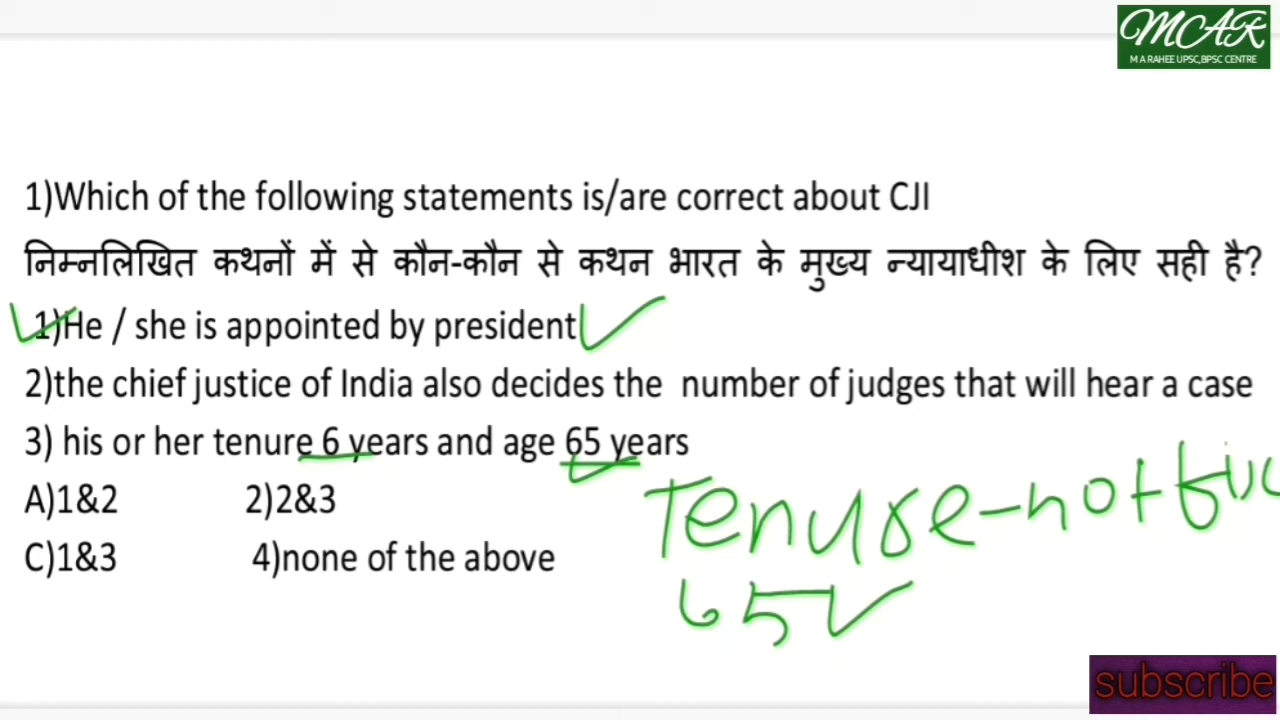 MCAR
M A RAHEE UPSC,BPSC CENTRE
1)Which of the following statements is/are correct about CJI
निम्नलिखित कथनों में से कौन-कौन से कथन भारत के मुख्य न्यायाधीश के लिए सही है?
1)He / she is appointed by president
2)the chief justice of India also decides the number of judges that will hear a case
3) his or her tenure 6 years and age 65 years
A)1&2 2)2&3
Tenure-not
C)1&3 4)none of the above
65
subscribe